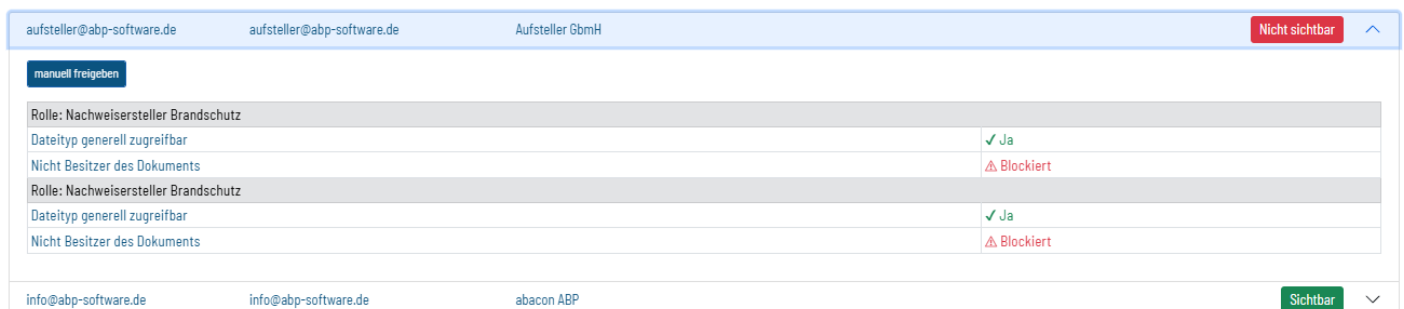 aufsteller@abp-software.de aufsteller@abp-software.de Aufsteller GbmH Nicht sichtbar
manuell freigeben
Rolle: Nachweisersteller Brandschutz
Dateityp generell zugreifbar ✓ Ja
Nicht Besitzer des Dokuments ⚠ Blockiert
Rolle: Nachweisersteller Brandschutz
Dateityp generell zugreifbar ✓ Ja
Nicht Besitzer des Dokuments ⚠ Blockiert
info@abp-software.de info@abp-software.de abacon ABP Sichtbar